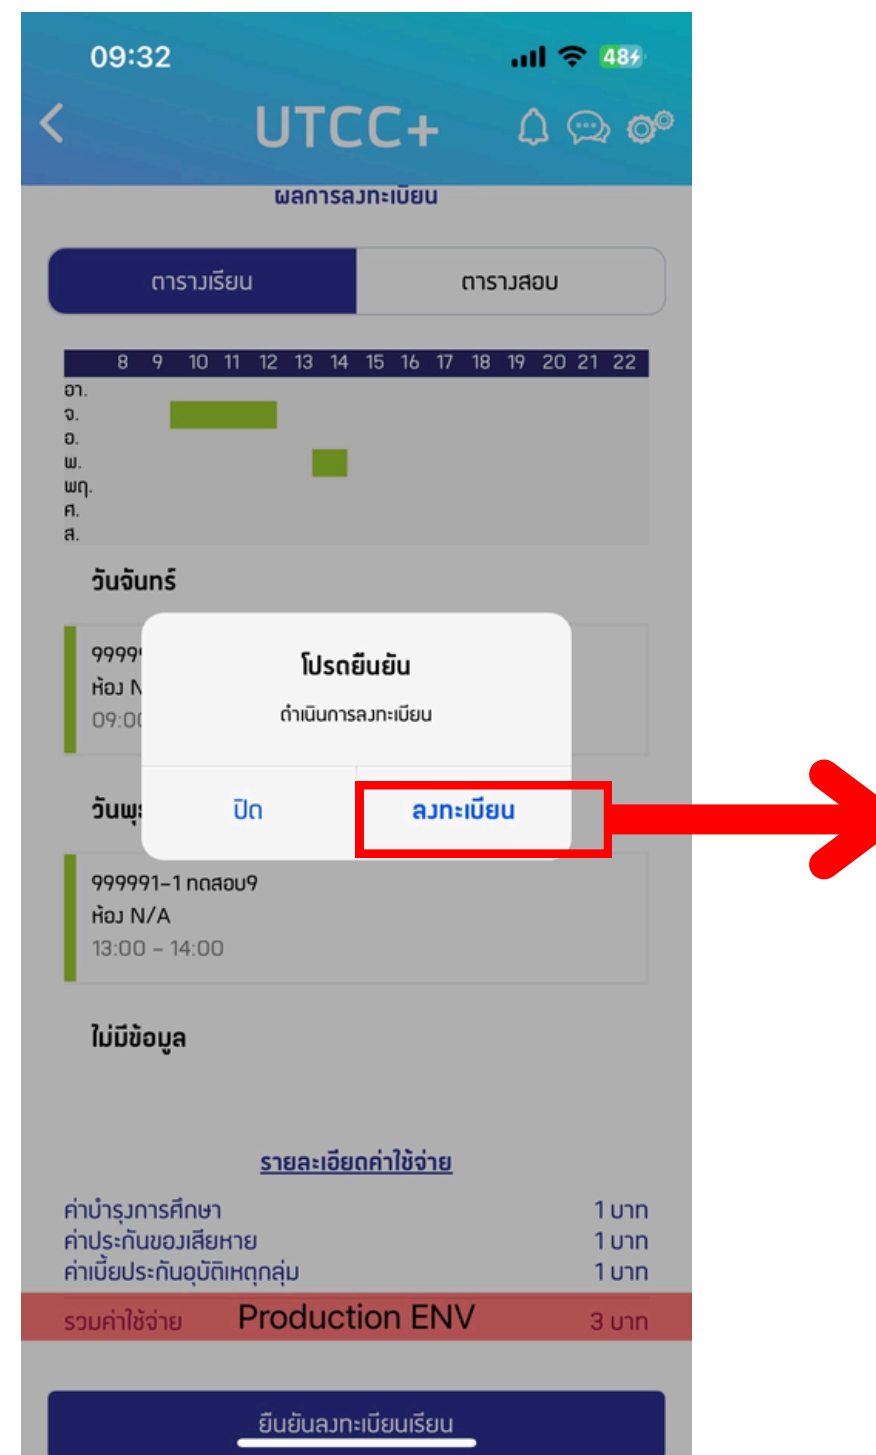 09:32
48
UTCC+
ผลการลงทะเบียน
ตารางเรียน ตารางสอบ
8 9 10 11 12 13 14 15 16 17 18 19 20 21 22
อา.
จ.
อ.
พ.
พฤ.
ศ.
ส.
วันจันทร์
ห้อง
โปรดยืนยัน
ดำเนินการลงทะเบียน
ปิด ลงทะเบียน
999991-1 ทดสอบ9
ห้อง N/A
13:00 - 14:00
ไม่มีข้อมูล
รายละเอียดค่าใช้จ่าย
ค่าบำรุงการศึกษา 1 บาท
ค่าประกันของเสียหาย 1 บาท
ค่าเบี้ยประกันอุบัติเหตุกลุ่ม 1 บาท
รวมค่าใช้จ่าย Production ENV 3 บาท
ยืนยันลงทะเบียนเรียน